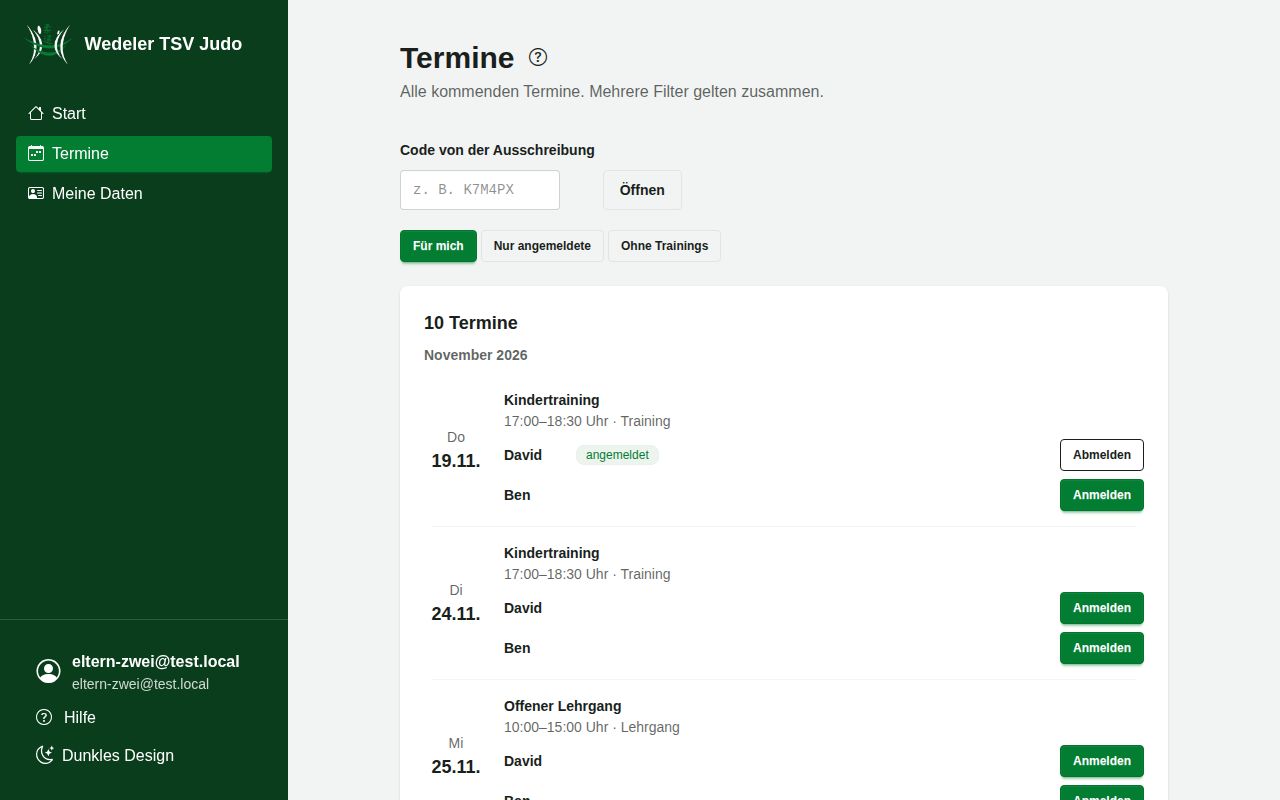 Wedeler TSV Judo
Start
Termine
Meine Daten
eltern-zwei@test.local
eltern-zwei@test.local
Hilfe
Dunkles Design
Termine
Alle kommenden Termine. Mehrere Filter gelten zusammen.
Code von der Ausschreibung
z. B. K7M4PX
Öffnen
Für mich
Nur angemeldete
Ohne Trainings
10 Termine
November 2026
Do
19.11.
Kindertraining
17:00–18:30 Uhr · Training
David
angemeldet
Abmelden
Ben
Anmelden
Di
24.11.
Kindertraining
17:00–18:30 Uhr · Training
David
Anmelden
Ben
Anmelden
Mi
25.11.
Offener Lehrgang
10:00–15:00 Uhr · Lehrgang
David
Anmelden
Ben
Anmelden